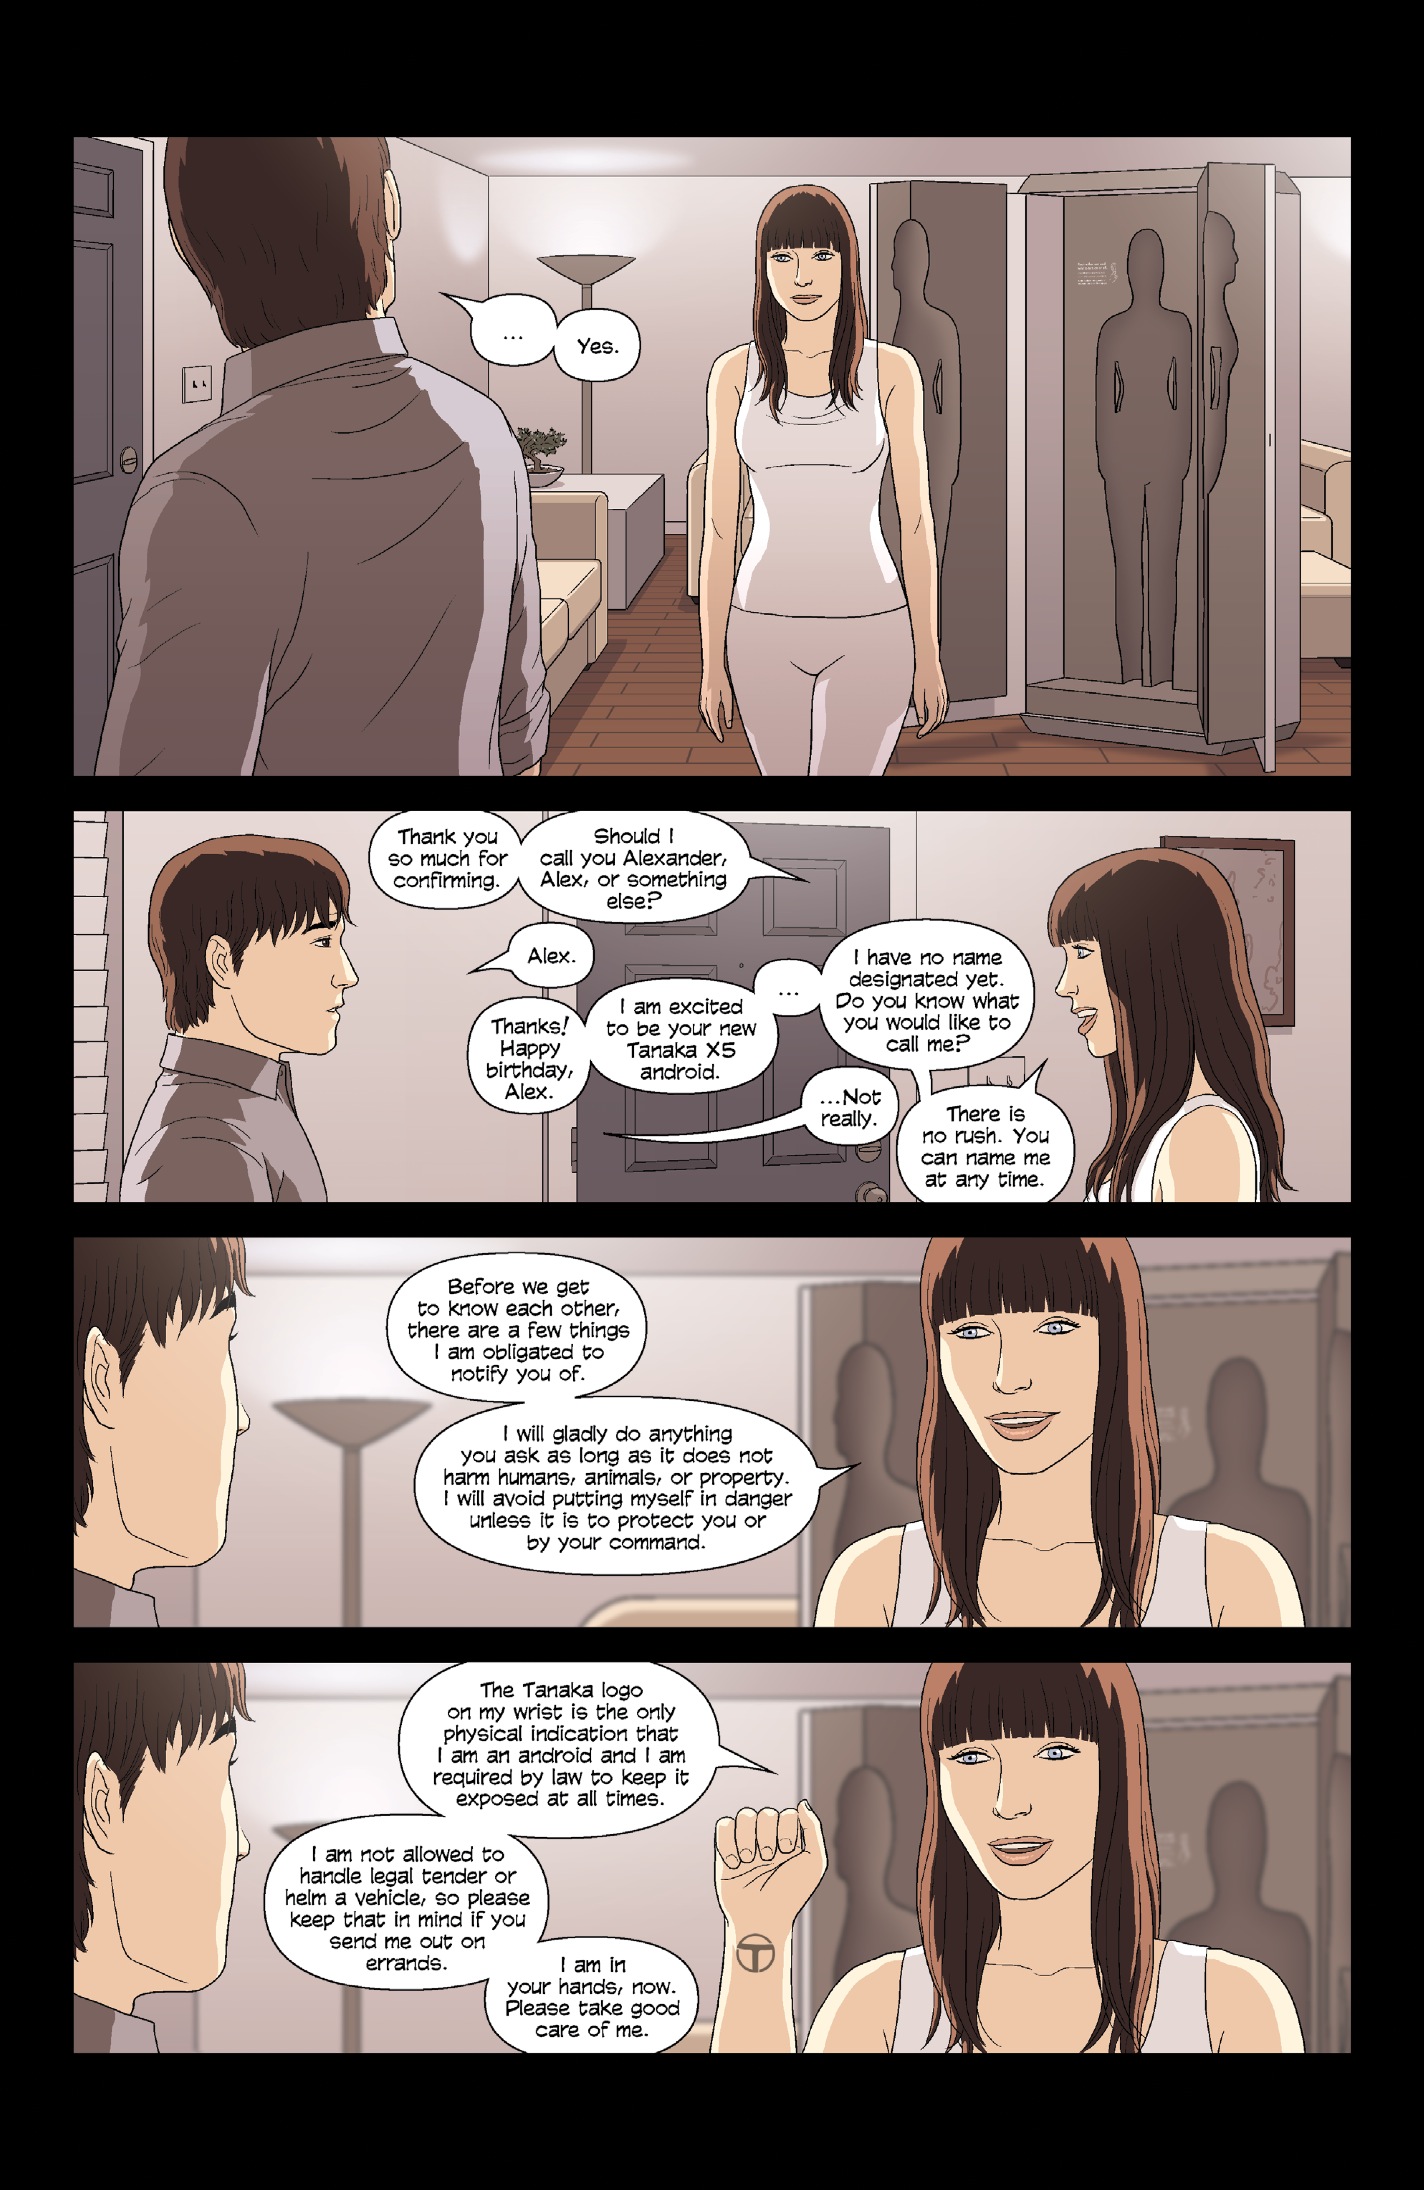 ...
Yes.
Thank you
so much for
confirming.
Should I
call you Alexander,
Alex, or something
else?
Alex.
Thanks!
Happy
birthday,
Alex.
I am excited
to be your new
Tanaka X5
android.
...
I have no name
designated yet.
Do you know what
you would like to
call me?
...Not
really.
There is
no rush. You
can name me
at any time.
Before we get
to know each other,
there are a few things
I am obligated to
notify you of.
I will gladly do anything
you ask as long as it does not
harm humans, animals, or property.
I will avoid putting myself in danger
unless it is to protect you or
by your command.
The Tanaka logo
on my wrist is the only
physical indication that
I am an android and I am
required by law to keep it
exposed at all times.
I am not allowed to
handle legal tender or
helm a vehicle, so please
keep that in mind if you
send me out on
errands.
I am in
your hands, now.
Please take good
care of me.
T